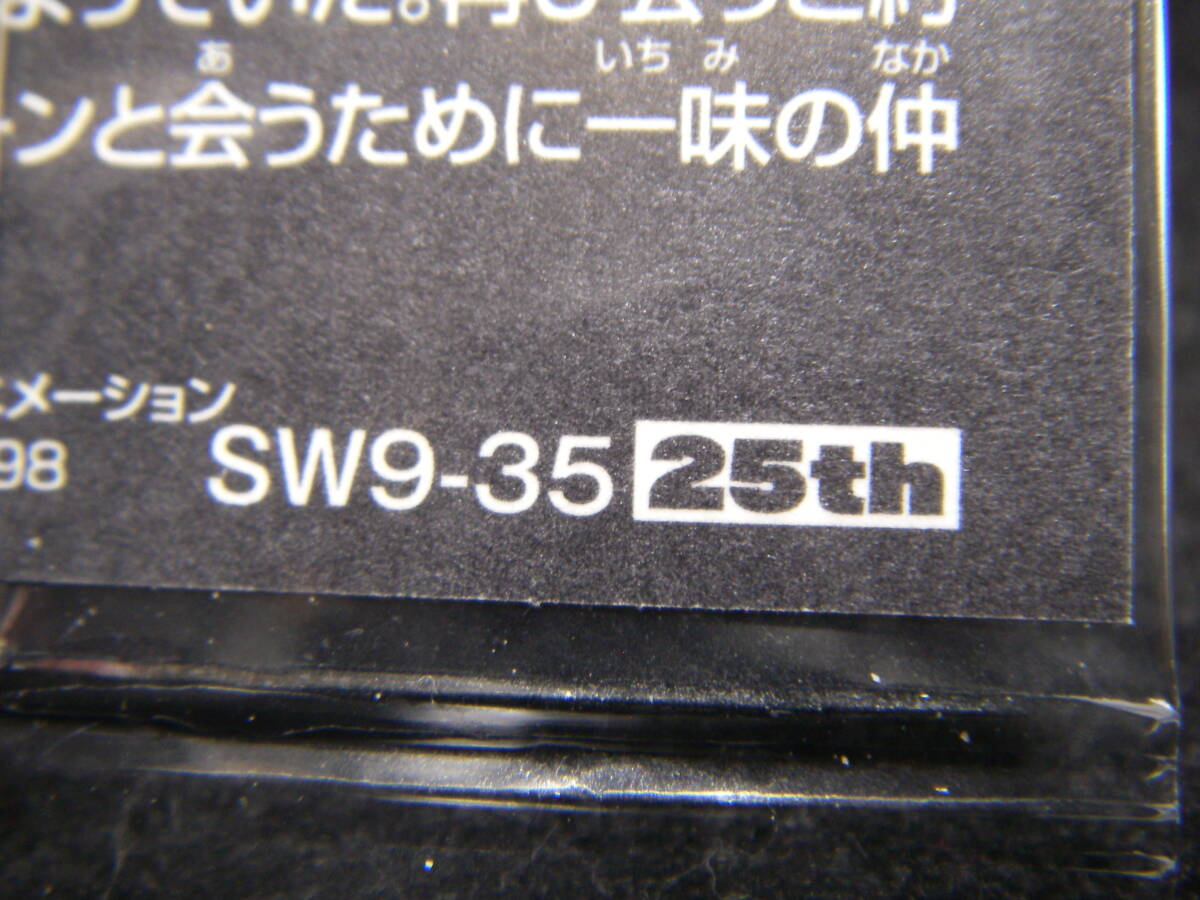 あ いち み なか
ンと会うために一味の仲
メーション
98
SW9-35 25th